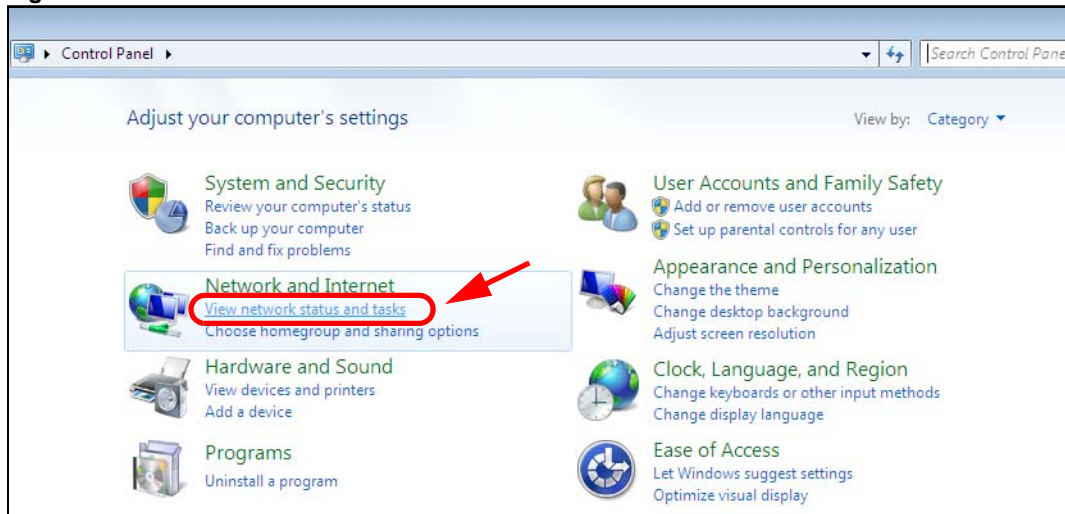 Control Panel
Search Control Pane
Adjust your computer's settings
View by: Category
System and Security
Review your computer's status
Back up your computer
Find and fix problems
Network and Internet
View network status and tasks
Choose homegroup and sharing options
Hardware and Sound
View devices and printers
Add a device
Programs
Uninstall a program
User Accounts and Family Safety
Add or remove user accounts
Set up parental controls for any user
Appearance and Personalization
Change the theme
Change desktop background
Adjust screen resolution
Clock, Language, and Region
Change keyboards or other input methods
Change display language
Ease of Access
Let Windows suggest settings
Optimize visual display